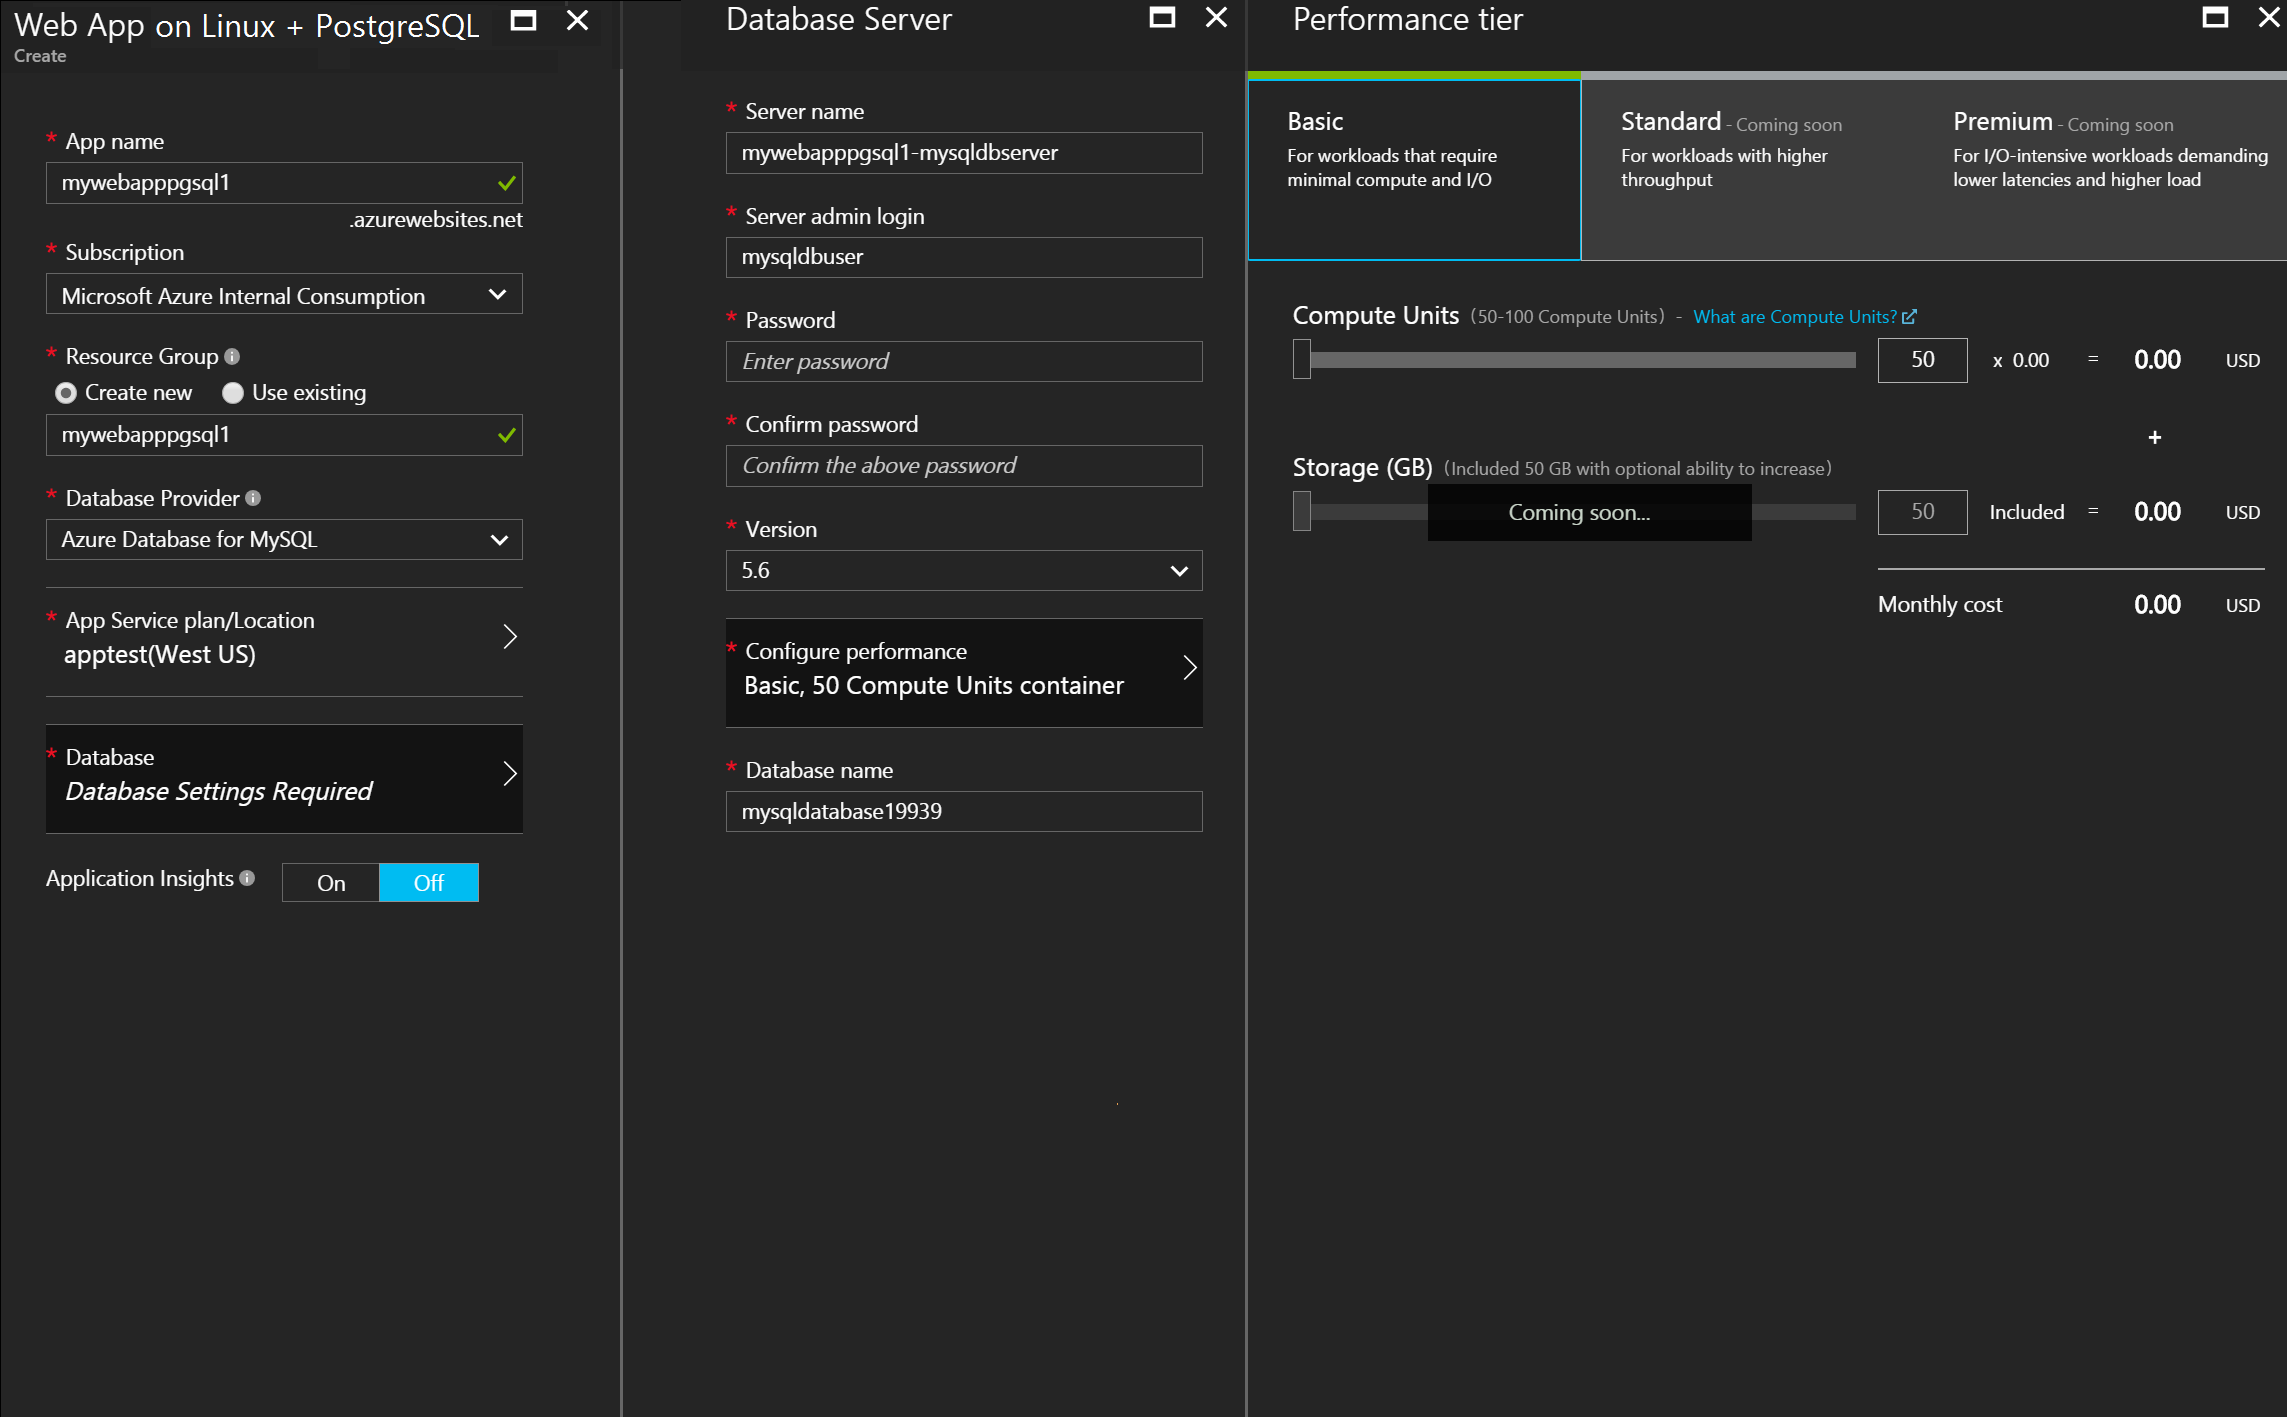 Web App on Linux + PostgreSQL
Create
* App name
mywebapppgsql1
.azurewebsites.net
* Subscription
Microsoft Azure Internal Consumption
* Resource Group
Create new Use existing
mywebapppgsql1
* Database Provider
Azure Database for MySQL
* App Service plan/Location
apptest(West US)
* Database
Database Settings Required
Application Insights On Off
Database Server
* Server name
mywebapppgsql1-mysqldbserver
* Server admin login
mysqldbuser
* Password
Enter password
* Confirm password
Confirm the above password
* Version
5.6
* Configure performance
Basic, 50 Compute Units container
* Database name
mysqldatabase19939
Performance tier
Basic
For workloads that require
minimal compute and I/O
Standard - Coming soon
For workloads with higher
throughput
Premium - Coming soon
For I/O-intensive workloads demanding
lower latencies and higher load
Compute Units (50-100 Compute Units) - What are Compute Units?
50 x 0.00 = 0.00 USD
+
Storage (GB) (Included 50 GB with optional ability to increase)
Coming soon...
50 Included = 0.00 USD
Monthly cost 0.00 USD